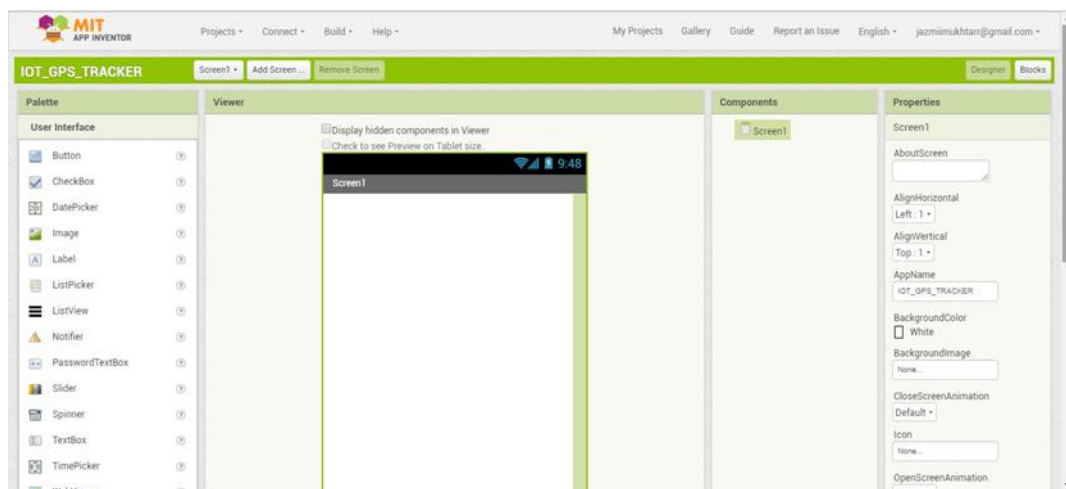 MIT
APP INVENTOR
Projects Connect Build Help My Projects Gallery Guide Report an Issue English jazmiimukhtarr@gmail.com
IOT_GPS_TRACKER Screen1 Add Screen ... Remove Screen Designer Blocks
Palette
User Interface
Button
CheckBox
DatePicker
Image
Label
ListPicker
ListView
Notifier
PasswordTextBox
Slider
Spinner
TextBox
TimePicker
Viewer
Display hidden components in Viewer
Check to see Preview on Tablet size.
9:48
Screen1
Components
Screen1
Properties
Screen1
AboutScreen
AlignHorizontal
Left : 1
AlignVertical
Top : 1
AppName
IOT_GPS_TRACKER
BackgroundColor
White
BackgroundImage
None...
CloseScreenAnimation
Default
Icon
None...
OpenScreenAnimation